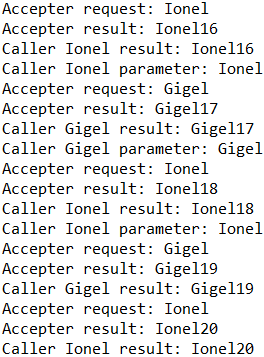 Accepter request: Ionel
Accepter result: Ionel16
Caller Ionel result: Ionel16
Caller Ionel parameter: Ionel
Accepter request: Gigel
Accepter result: Gigel17
Caller Gigel result: Gigel17
Caller Gigel parameter: Gigel
Accepter request: Ionel
Accepter result: Ionel18
Caller Ionel result: Ionel18
Caller Ionel parameter: Ionel
Accepter request: Gigel
Accepter result: Gigel19
Caller Gigel result: Gigel19
Accepter request: Ionel
Accepter result: Ionel20
Caller Ionel result: Ionel20